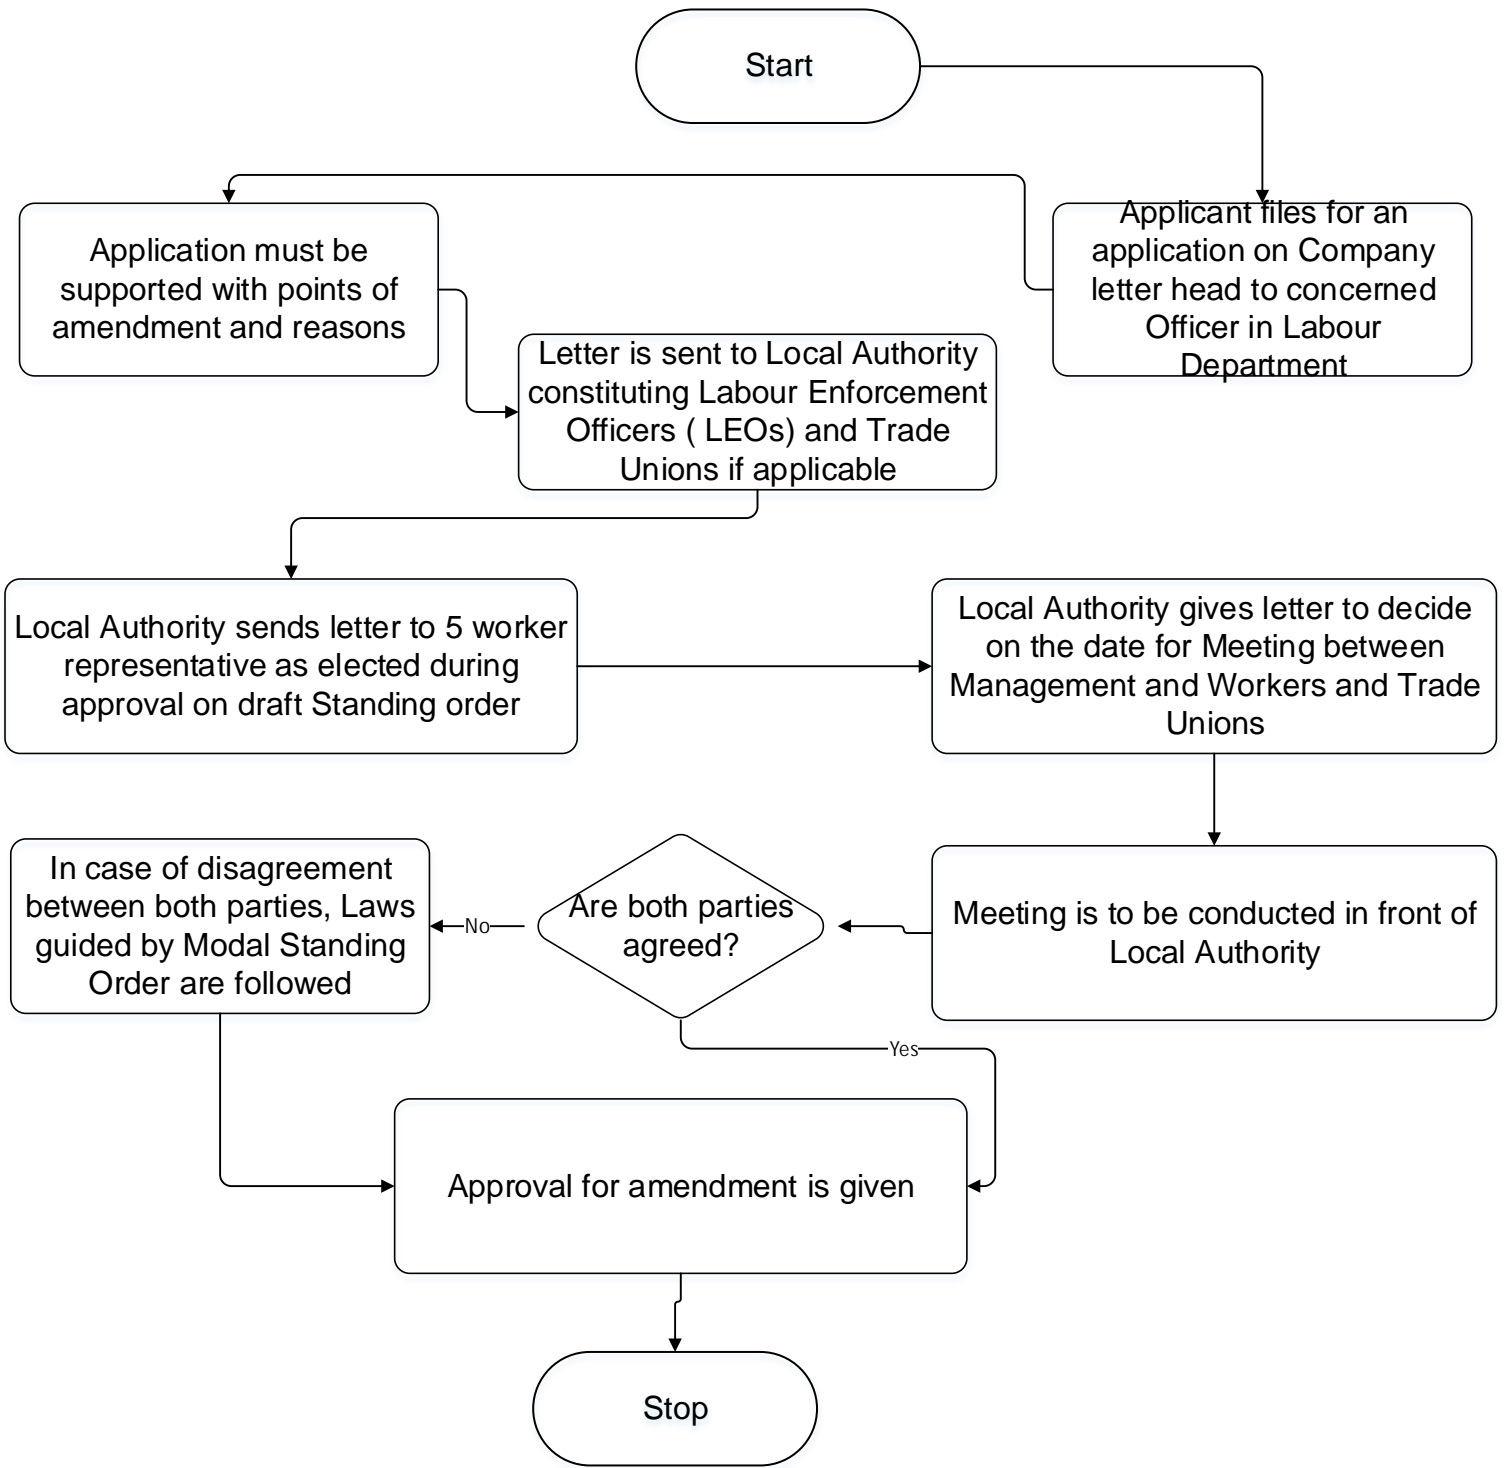 Start
Applicant files for an
application on Company
letter head to concerned
Officer in Labour
Department
Application must be
supported with points of
amendment and reasons
Letter is sent to Local Authority
constituting Labour Enforcement
Officers ( LEOs) and Trade
Unions if applicable
Local Authority sends letter to 5 worker
representative as elected during
approval on draft Standing order
Local Authority gives letter to decide
on the date for Meeting between
Management and Workers and Trade
Unions
Meeting is to be conducted in front of
Local Authority
Are both parties
agreed?
No
In case of disagreement
between both parties, Laws
guided by Modal Standing
Order are followed
Yes
Approval for amendment is given
Stop